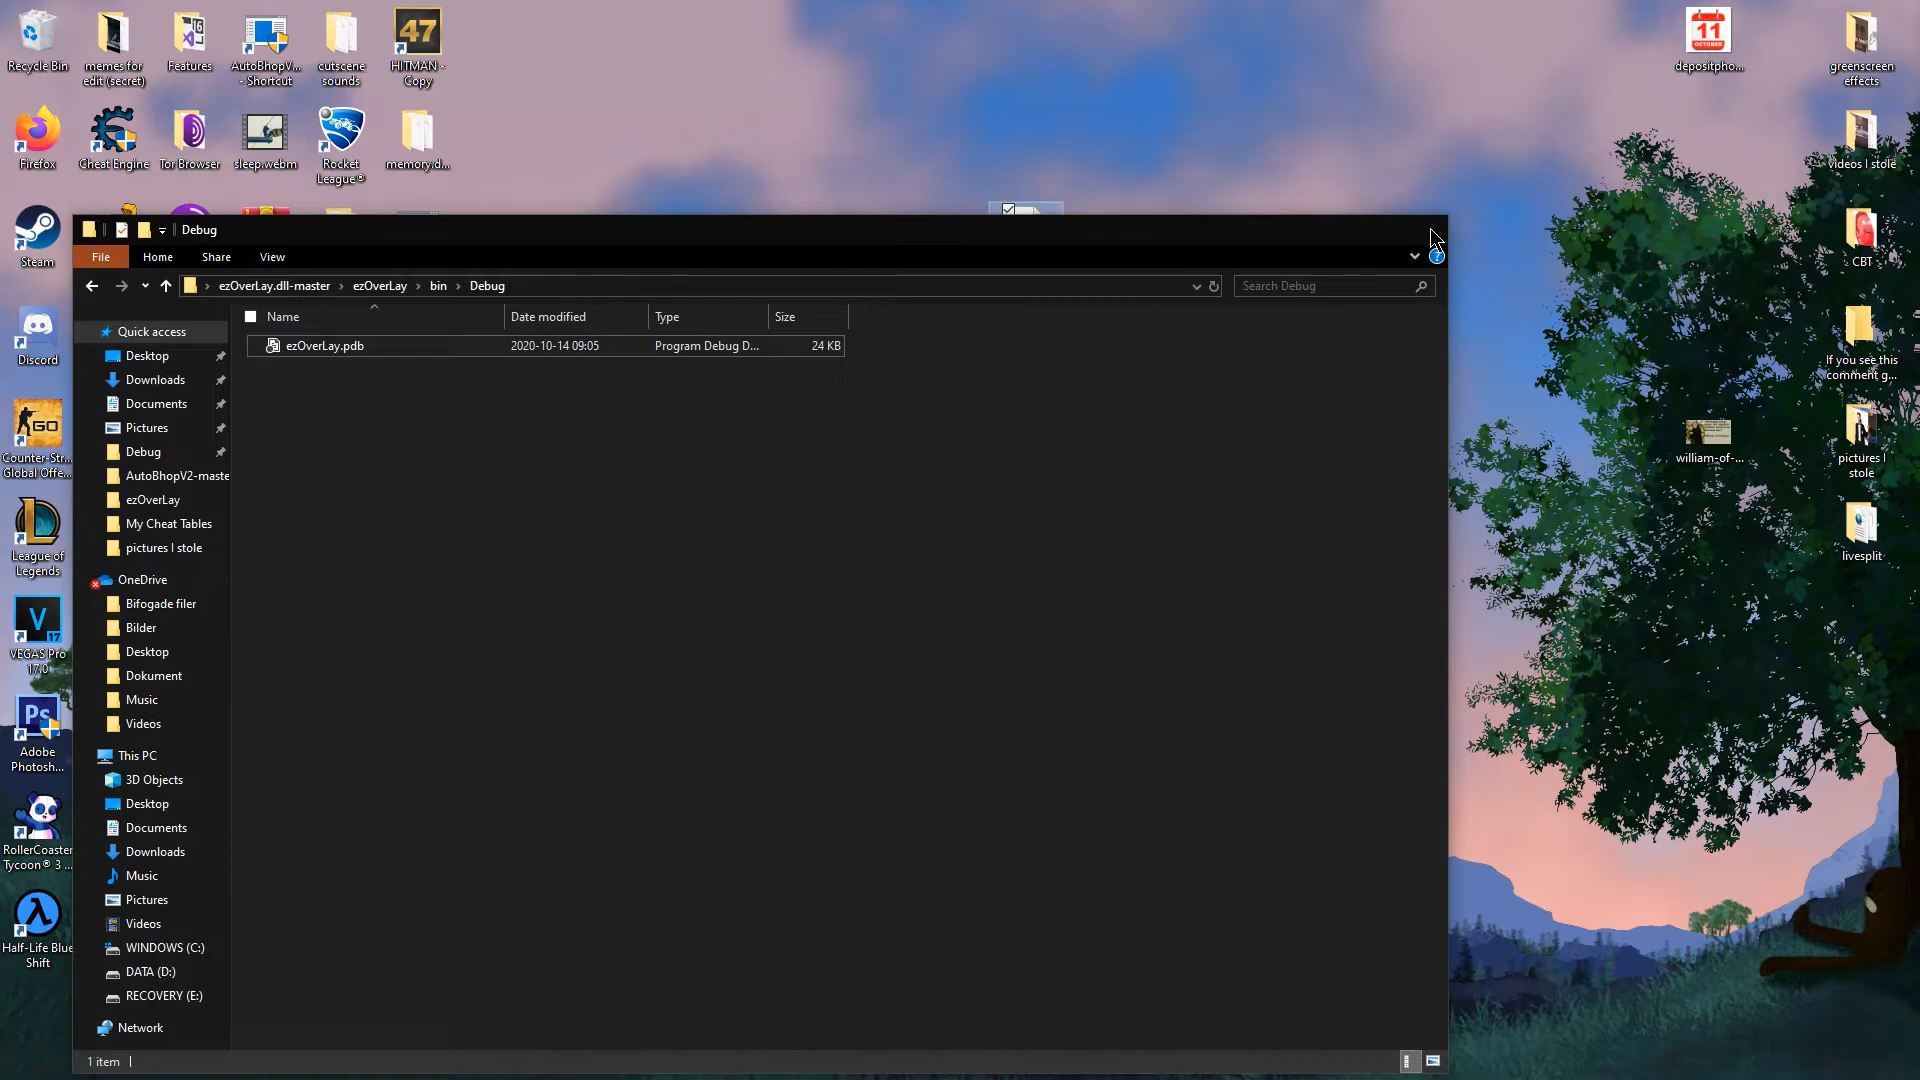 Recycle Bin
memes for
edit (secret)
Features
AutoBhopV...
- Shortcut
cutscene
sounds
47
HITMAN -
Copy
11
OCTOBER
depositpho...
greenscreen
effects
Firefox
Cheat Engine
Tor Browser
sleep.webm
Rocket
League®
memory.d...
videos I stole
Steam
Discord
GO
Counter-Str...
Global Offe...
League of
Legends
V
17
VEGAS Pro
17.0
Ps
Adobe
Photosh...
RollerCoaster
Tycoon® 3 ...
Half-Life Blue
Shift
CBT
If you see this
comment g...
william-of-...
pictures I
stole
livesplit
Debug
File
Home
Share
View
?
ezOverLay.dll-master
ezOverLay
bin
Debug
Search Debug
Name
Date modified
Type
Size
ezOverLay.pdb
2020-10-14 09:05
Program Debug D...
24 KB
Quick access
Desktop
Downloads
Documents
Pictures
Debug
AutoBhopV2-maste
ezOverLay
My Cheat Tables
pictures I stole
OneDrive
Bifogade filer
Bilder
Desktop
Dokument
Music
Videos
This PC
3D Objects
Desktop
Documents
Downloads
Music
Pictures
Videos
WINDOWS (C:)
DATA (D:)
RECOVERY (E:)
Network
1 item